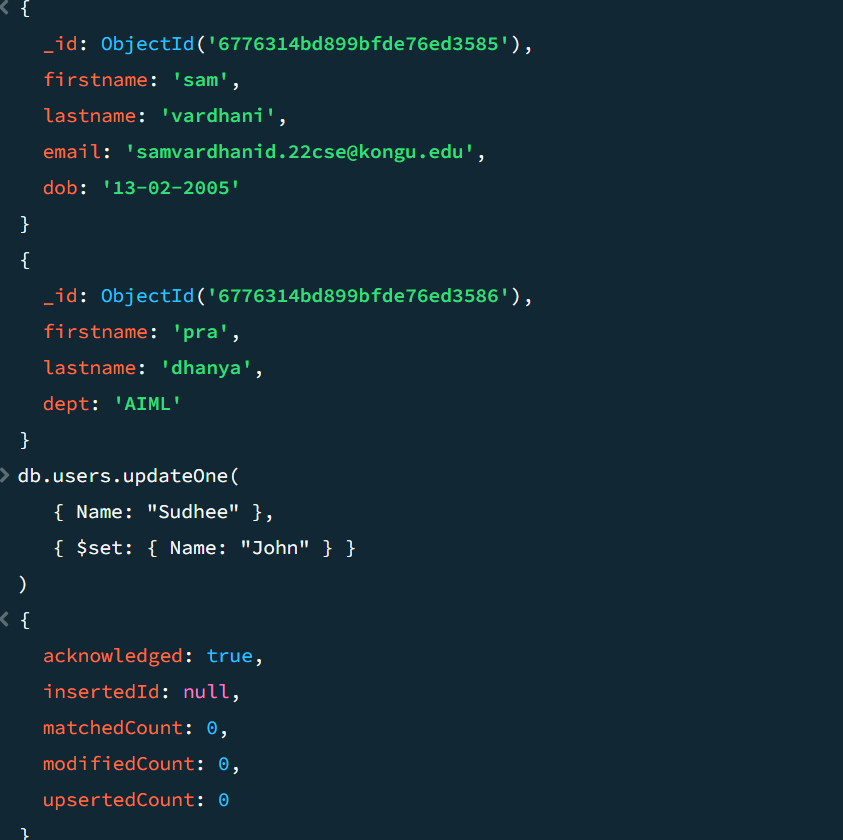 {
_id: ObjectId('6776314bd899bfde76ed3585'),
firstname: 'sam',
lastname: 'vardhani',
email: 'samvardhanid.22cse@kongu.edu',
dob: '13-02-2005'
}
{
_id: ObjectId('6776314bd899bfde76ed3586'),
firstname: 'pra',
lastname: 'dhanya',
dept: 'AIML'
}
db.users.updateOne(
{ Name: "Sudhee" },
{ $set: { Name: "John" } }
)
{
acknowledged: true,
insertedId: null,
matchedCount: 0,
modifiedCount: 0,
upsertedCount: 0
}